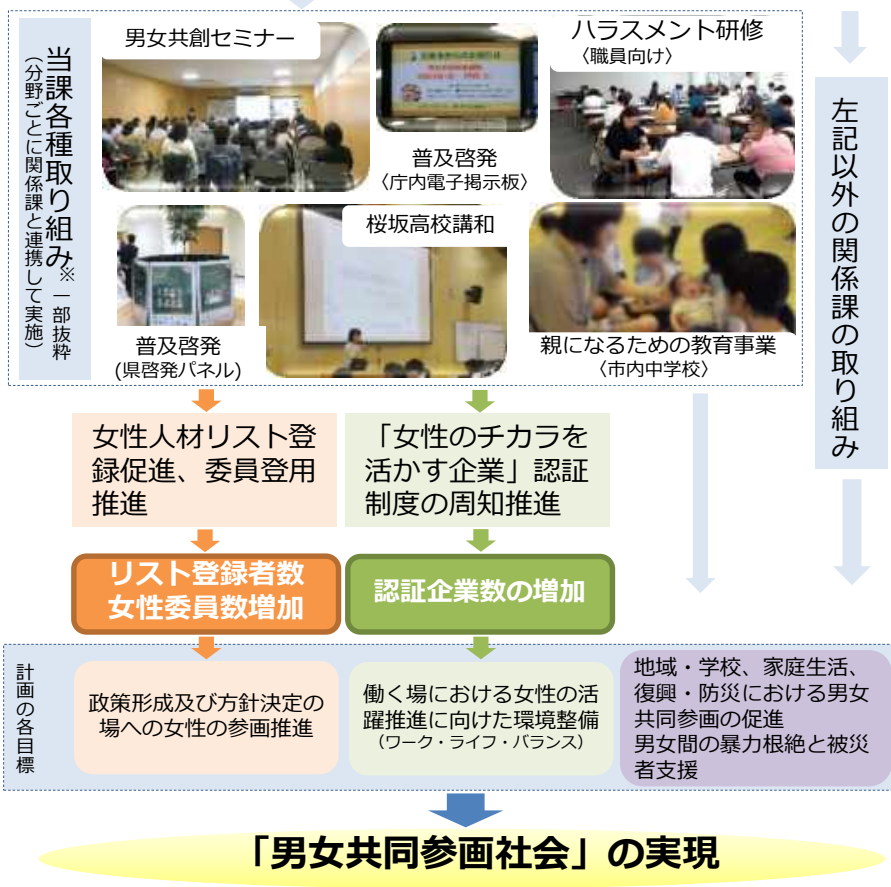 当課各種取り組み※一部抜粋
（分野ごとに関係課と連携して実施）
男女共創セミナー
普及啓発
〈庁内電子掲示板〉
ハラスメント研修
〈職員向け〉
普及啓発
(県啓発パネル)
桜坂高校講和
親になるための教育事業
〈市内中学校〉
左記以外の関係課の取り組み
女性人材リスト登
録促進、委員登用
推進
「女性のチカラを
活かす企業」認証
制度の周知推進
リスト登録者数
女性委員数増加
認証企業数の増加
計画の各目標
政策形成及び方針決定の
場への女性の参画推進
働く場における女性の活
躍推進に向けた環境整備
（ワーク・ライフ・バランス）
地域・学校、家庭生活、
復興・防災における男女
共同参画の促進
男女間の暴力根絶と被災
者支援
「男女共同参画社会」の実現